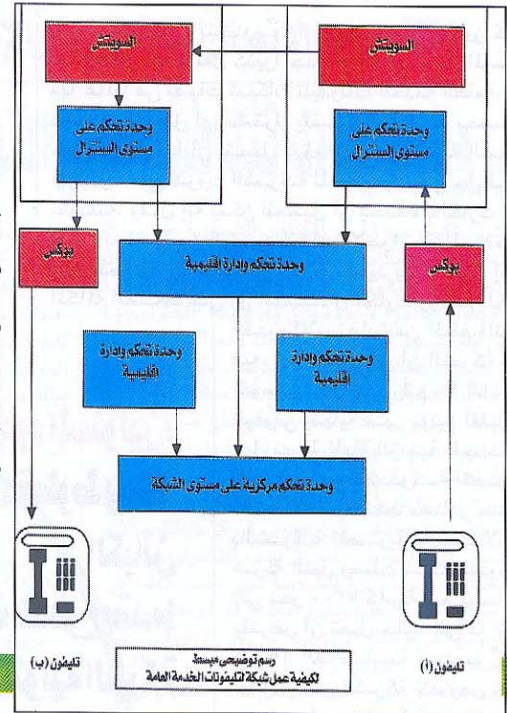 السويتش
السويتش
وحدة تحكم على
مستوى السنترال
وحدة تحكم على
مستوى السنترال
بوكس
وحدة تحكم وإدارة إقليمية
بوكس
وحدة تحكم وإدارة
إقليمية
وحدة تحكم وإدارة
إقليمية
وحدة تحكم مركزية على مستوى الشبكة
تليفون (أ)
تليفون (ب)
رسم توضيحى مبسط
لكيفية عمل شبكة تليفونات الخدمة العامة